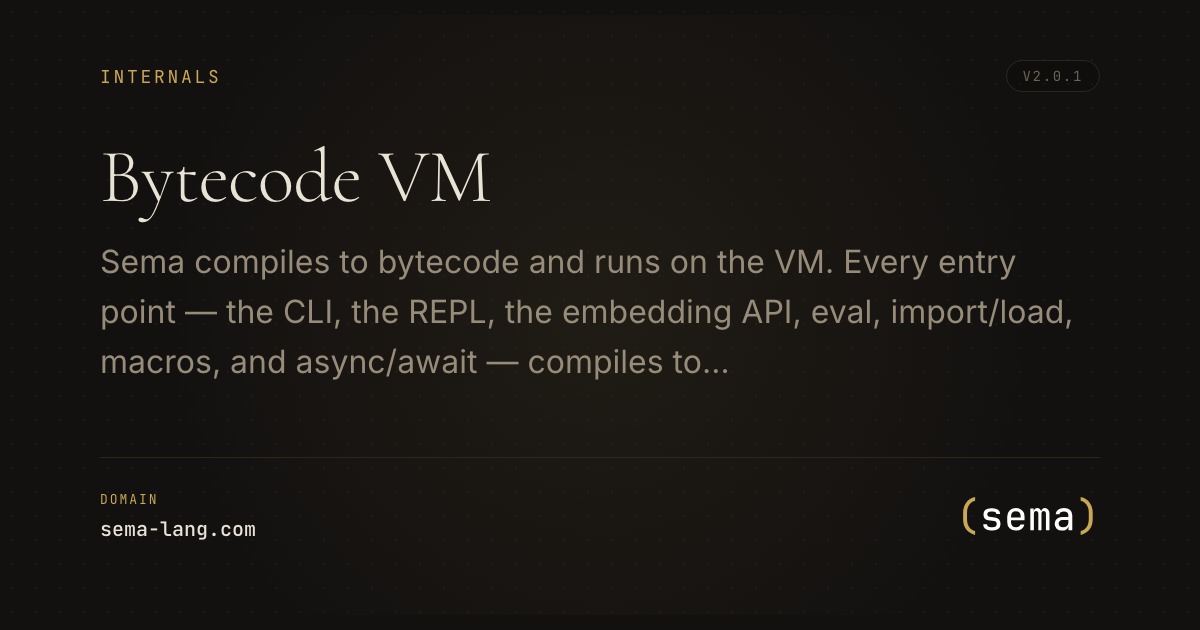 INTERNALS
V2.0.1
Bytecode VM
Sema compiles to bytecode and runs on the VM. Every entry
point — the CLI, the REPL, the embedding API, eval, import/load,
macros, and async/await — compiles to...
DOMAIN
sema-lang.com
(sema)